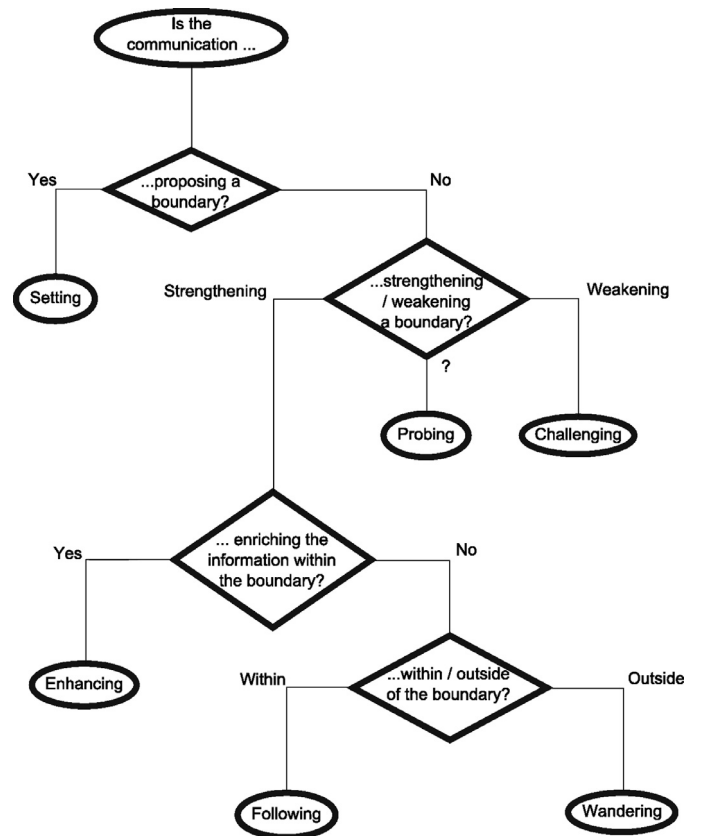 Is the
communication ...
Yes
...proposing a
boundary?
No
Setting
Strengthening
...strengthening
/ weakening
a boundary?
Weakening
?
Probing
Challenging
Yes
... enriching the
information within
the boundary?
No
Enhancing
Within
...within / outside
of the boundary?
Outside
Following
Wandering